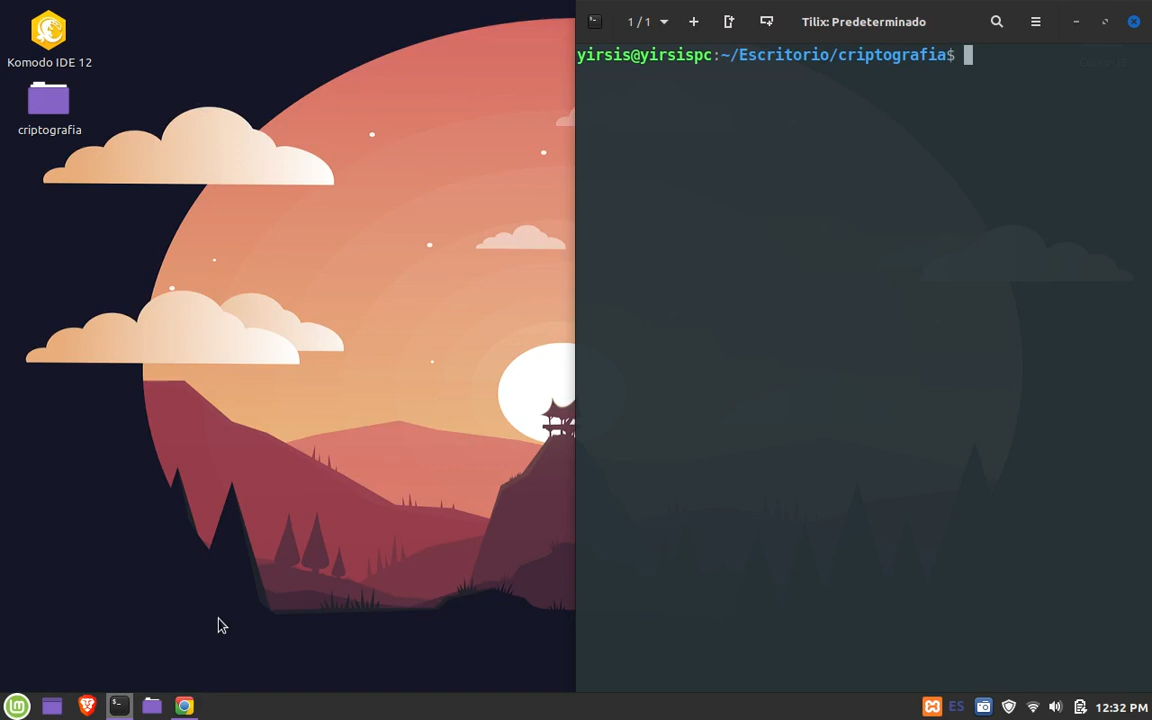 Komodo IDE 12
criptografia
1 / 1
Tilix: Predeterminado
yirsis@yirsispc:~/Escritorio/criptografia$
ES
12:32 PM